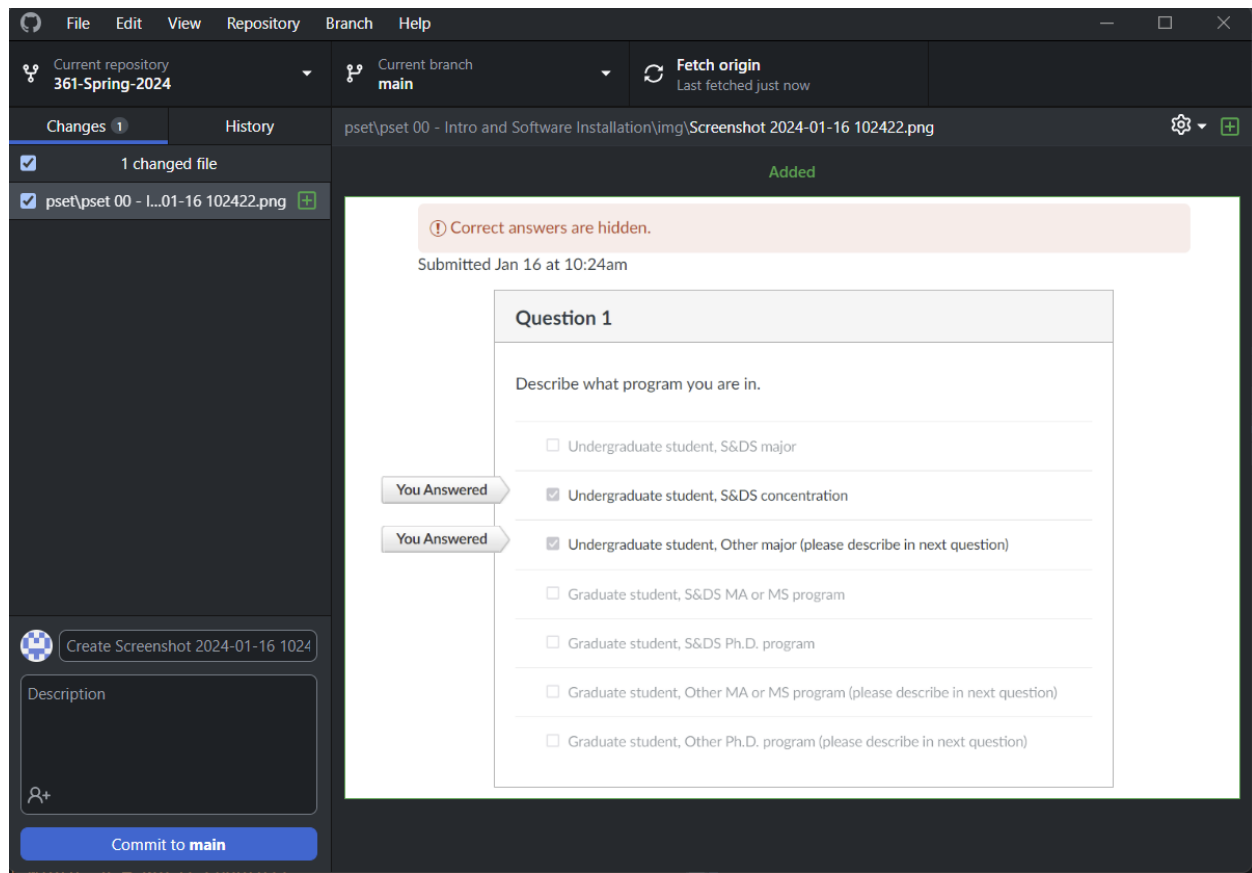 File Edit View Repository Branch Help
Current repository
361-Spring-2024
Current branch
main
Fetch origin
Last fetched just now
Changes 1
History
pset\pset 00 - Intro and Software Installation\img\Screenshot 2024-01-16 102422.png
1 changed file
pset\pset 00 - I...01-16 102422.png
Added
Correct answers are hidden.
Submitted Jan 16 at 10:24am
Question 1
Describe what program you are in.
Undergraduate student, S&DS major
You Answered
Undergraduate student, S&DS concentration
You Answered
Undergraduate student, Other major (please describe in next question)
Graduate student, S&DS MA or MS program
Graduate student, S&DS Ph.D. program
Graduate student, Other MA or MS program (please describe in next question)
Graduate student, Other Ph.D. program (please describe in next question)
Create Screenshot 2024-01-16 1024
Description
Commit to main